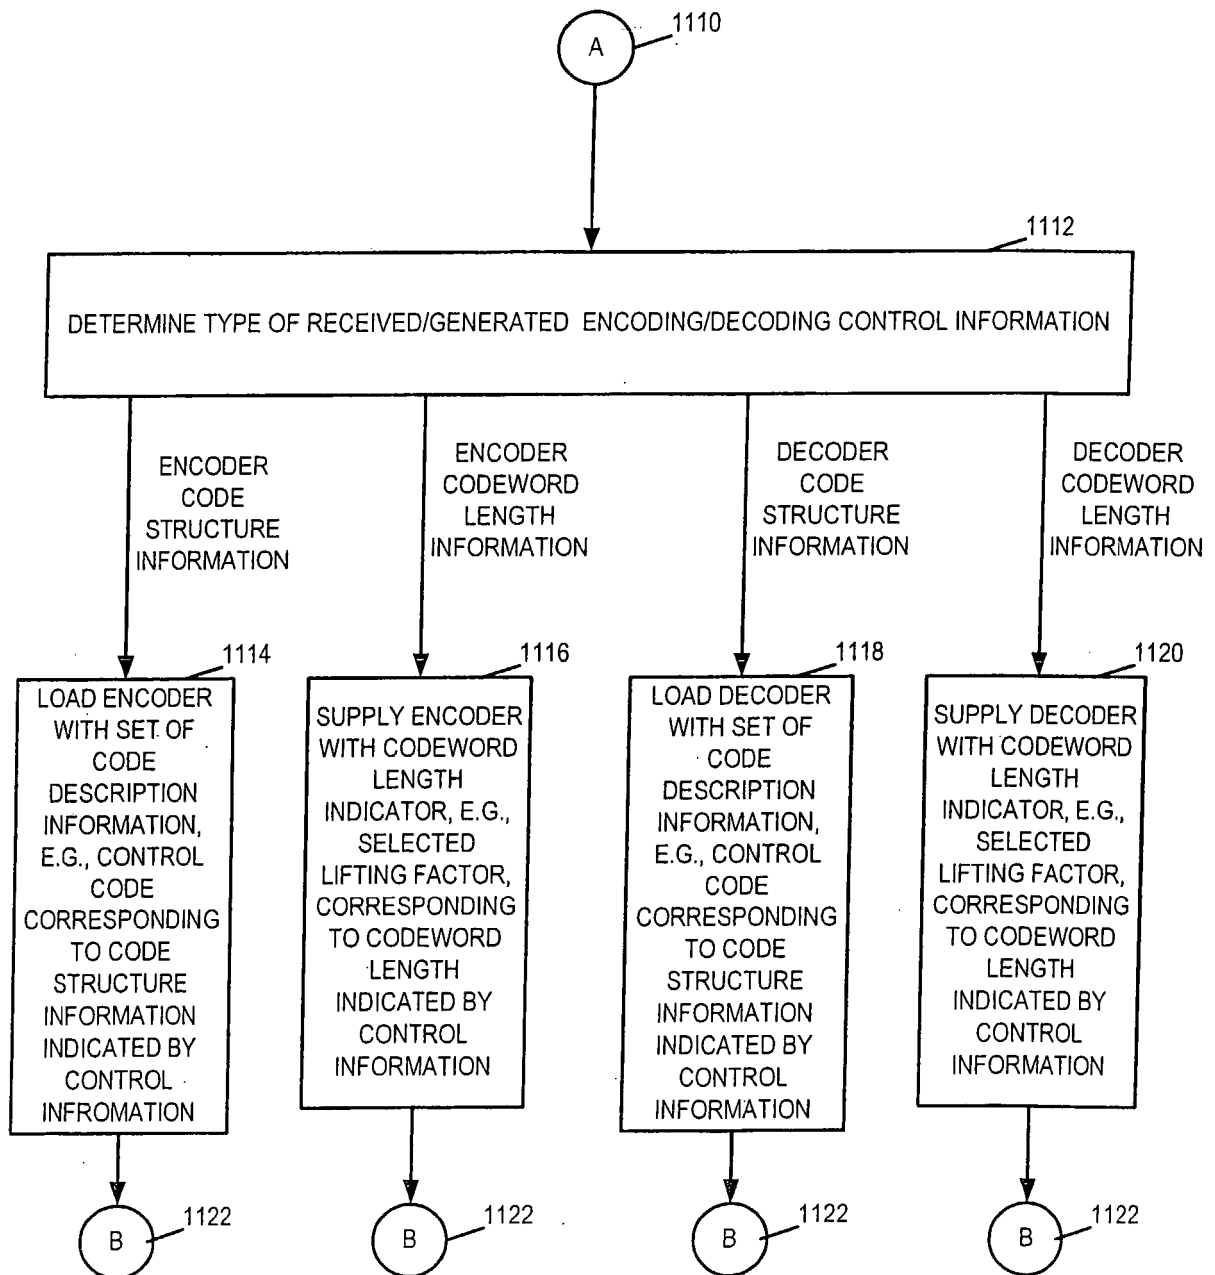 A
1110
1112
DETERMINE TYPE OF RECEIVED/GENERATED ENCODING/DECODING CONTROL INFORMATION
ENCODER
CODE
STRUCTURE
INFORMATION
ENCODER
CODEWORD
LENGTH
INFORMATION
DECODER
CODE
STRUCTURE
INFORMATION
DECODER
CODEWORD
LENGTH
INFORMATION
1114
LOAD ENCODER
WITH SET OF
CODE
DESCRIPTION
INFORMATION,
E.G., CONTROL
CODE
CORRESPONDING
TO CODE
STRUCTURE
INFORMATION
INDICATED BY
CONTROL
INFROMATION
1116
SUPPLY ENCODER
WITH CODEWORD
LENGTH
INDICATOR, E.G.,
SELECTED
LIFTING FACTOR,
CORRESPONDING
TO CODEWORD
LENGTH
INDICATED BY
CONTROL
INFORMATION
1118
LOAD DECODER
WITH SET OF
CODE
DESCRIPTION
INFORMATION,
E.G., CONTROL
CODE
CORRESPONDING
TO CODE
STRUCTURE
INFORMATION
INDICATED BY
CONTROL
INFORMATION
1120
SUPPLY DECODER
WITH CODEWORD
LENGTH
INDICATOR, E.G.,
SELECTED
LIFTING FACTOR,
CORRESPONDING
TO CODEWORD
LENGTH
INDICATED BY
CONTROL
INFORMATION
B
1122
B
1122
B
1122
B
1122